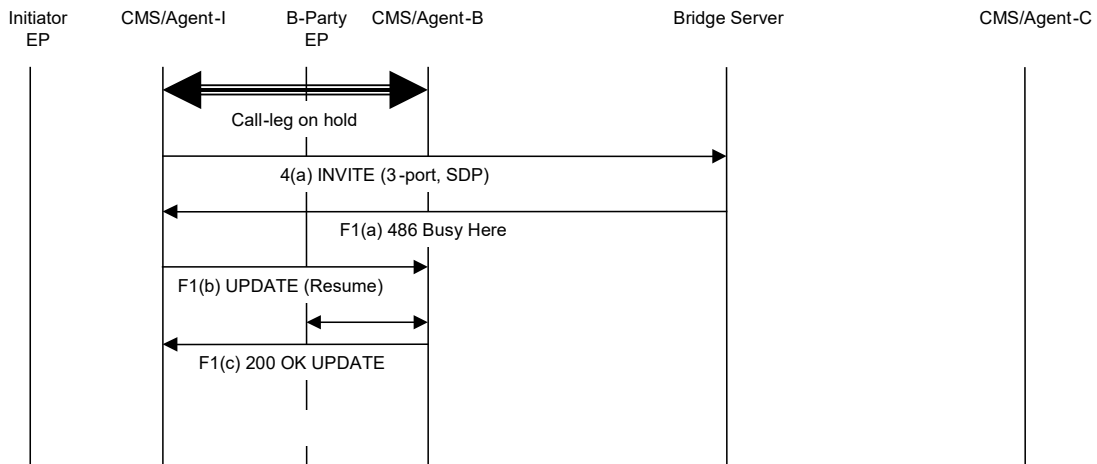 Initiator EP
CMS/Agent-I
B-Party EP
CMS/Agent-B
Bridge Server
CMS/Agent-C
Call-leg on hold
4(a) INVITE (3-port, SDP)
F1(a) 486 Busy Here
F1(b) UPDATE (Resume)
F1(c) 200 OK UPDATE